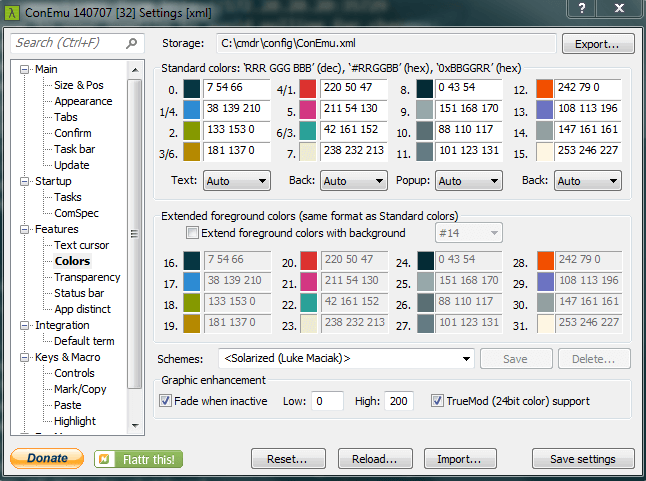 ConEmu 140707 [32] Settings [xml]
Search (Ctrl+F)
Storage: C:\cmdr\config\ConEmu.xml Export...
Main
Size & Pos
Appearance
Tabs
Confirm
Task bar
Update
Startup
Tasks
ComSpec
Features
Text cursor
Colors
Transparency
Status bar
App distinct
Integration
Default term
Keys & Macro
Controls
Mark/Copy
Paste
Highlight
Standard colors: 'RRR GGG BBB' (dec), '#RRGGBB' (hex), '0xBBGGRR' (hex)
0. 7 54 66 4/1. 220 50 47 8. 0 43 54 12. 242 79 0
1/4. 38 139 210 5. 211 54 130 9. 151 168 170 13. 108 113 196
2. 133 153 0 6/3. 42 161 152 10. 88 110 117 14. 147 161 161
3/6. 181 137 0 7. 238 232 213 11. 101 123 131 15. 253 246 227
Text: Auto Back: Auto Popup: Auto Back: Auto
Extended foreground colors (same format as Standard colors)
Extend foreground colors with background #14
16. 7 54 66 20. 220 50 47 24. 0 43 54 28. 242 79 0
17. 38 139 210 21. 211 54 130 25. 151 168 170 29. 108 113 196
18. 133 153 0 22. 42 161 152 26. 88 110 117 30. 147 161 161
19. 181 137 0 23. 238 232 213 27. 101 123 131 31. 253 246 227
Schemes: <Solarized (Luke Maciak)> Save Delete...
Graphic enhancement
Fade when inactive Low: 0 High: 200 TrueMod (24bit color) support
Donate Flattr this! Reset... Reload... Import... Save settings